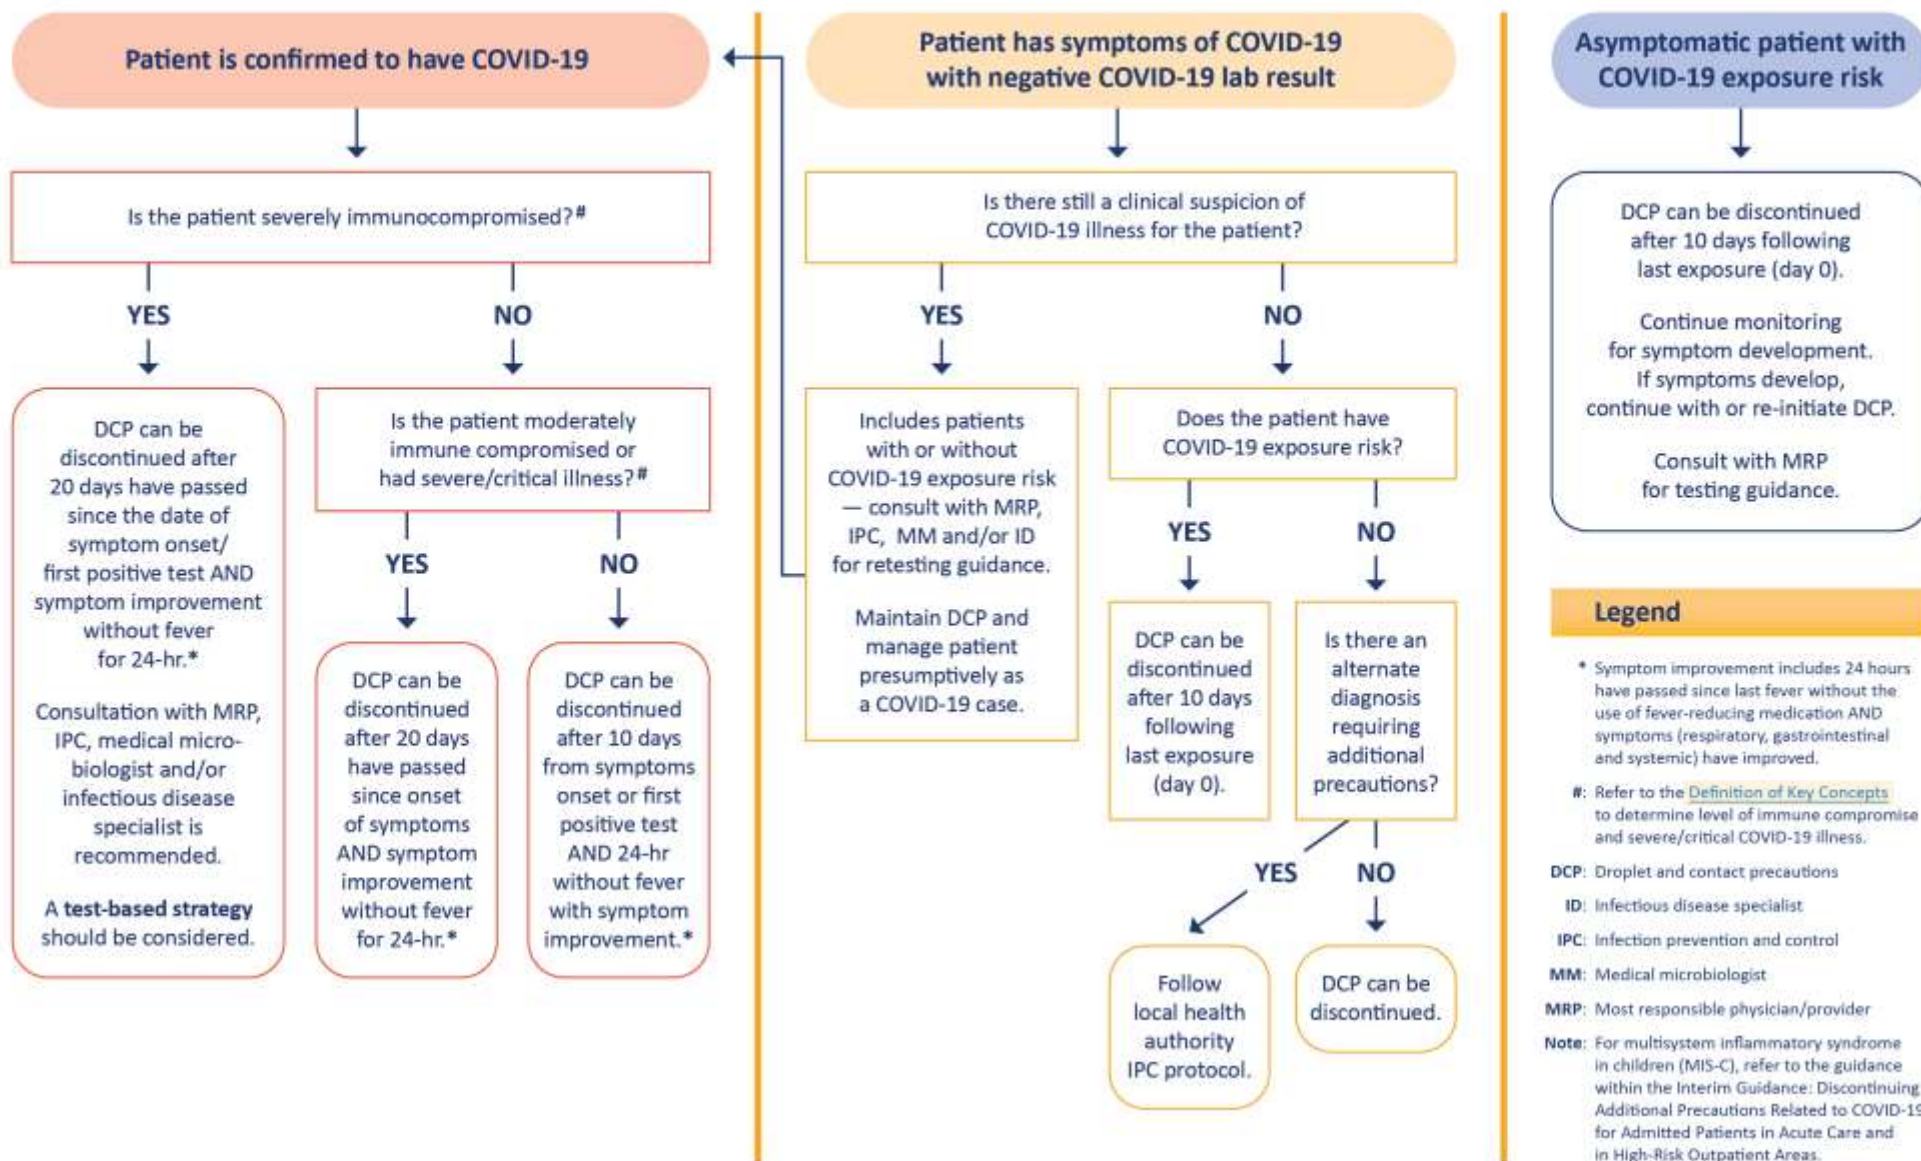 Patient is confirmed to have COVID-19
Is the patient severely immunocompromised?#
YES
NO
DCP can be
discontinued after
20 days have passed
since the date of
symptom onset/
first positive test AND
symptom improvement
without fever
for 24-hr.*
Consultation with MRP,
IPC, medical micro-
biologist and/or
infectious disease
specialist is
recommended.
A test-based strategy
should be considered.
Is the patient moderately
immune compromised or
had severe/critical illness?#
YES
NO
DCP can be
discontinued
after 20 days
have passed
since onset
of symptoms
AND symptom
improvement
without fever
for 24-hr.*
DCP can be
discontinued
after 10 days
from symptoms
onset or first
positive test
AND 24-hr
without fever
with symptom
improvement.*
Patient has symptoms of COVID-19
with negative COVID-19 lab result
Is there still a clinical suspicion of
COVID-19 illness for the patient?
YES
NO
Includes patients
with or without
COVID-19 exposure risk
— consult with MRP,
IPC, MM and/or ID
for retesting guidance.
Maintain DCP and
manage patient
presumptively as
a COVID-19 case.
Does the patient have
COVID-19 exposure risk?
YES
NO
DCP can be
discontinued
after 10 days
following
last exposure
(day 0).
Is there an
alternate
diagnosis
requiring
additional
precautions?
YES
NO
Follow
local health
authority
IPC protocol.
DCP can be
discontinued.
Asymptomatic patient with
COVID-19 exposure risk
DCP can be discontinued
after 10 days following
last exposure (day 0).
Continue monitoring
for symptom development.
If symptoms develop,
continue with or re-initiate DCP.
Consult with MRP
for testing guidance.
Legend
* Symptom improvement includes 24 hours
have passed since last fever without the
use of fever-reducing medication AND
symptoms (respiratory, gastrointestinal
and systemic) have improved.
#: Refer to the Definition of Key Concepts
to determine level of immune compromise
and severe/critical COVID-19 illness.
DCP: Droplet and contact precautions
ID: Infectious disease specialist
IPC: Infection prevention and control
MM: Medical microbiologist
MRP: Most responsible physician/provider
Note: For multisystem inflammatory syndrome
in children (MIS-C), refer to the guidance
within the Interim Guidance: Discontinuing
Additional Precautions Related to COVID-19
for Admitted Patients in Acute Care and
in High-Risk Outpatient Areas.